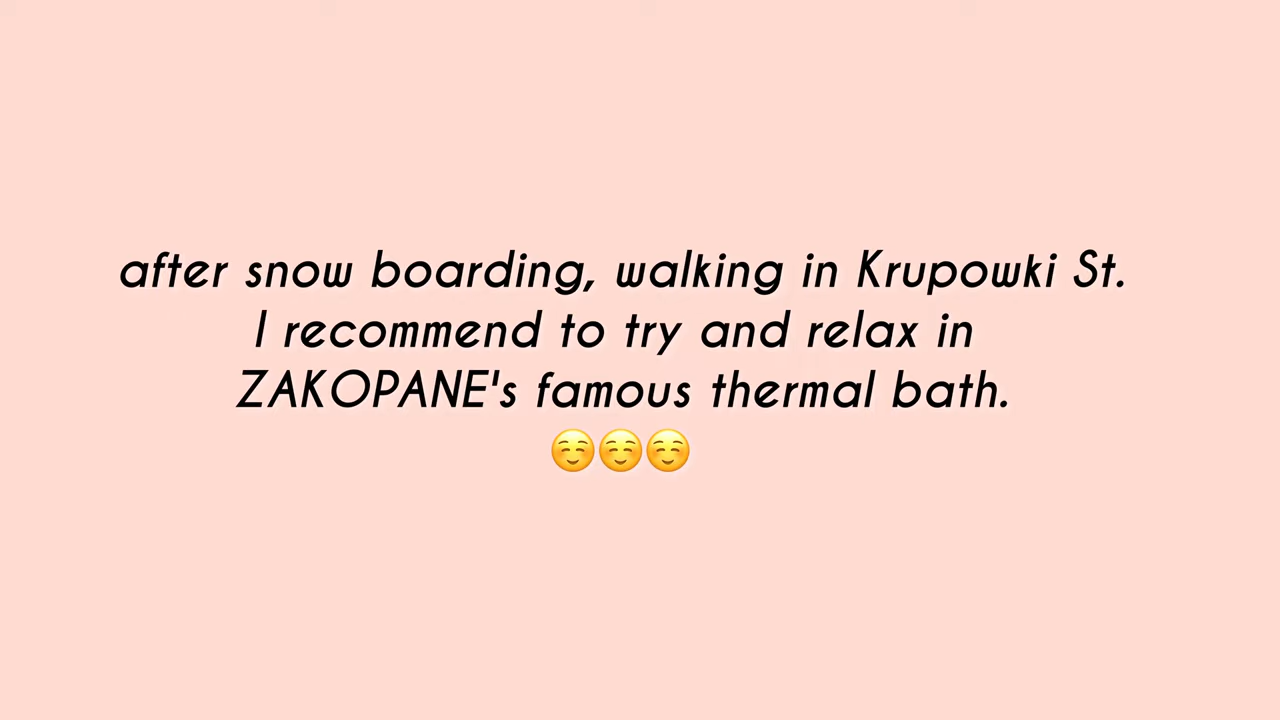 after snow boarding, walking in Krupowki St.
I recommend to try and relax in
ZAKOPANE's famous thermal bath.
☺️☺️☺️